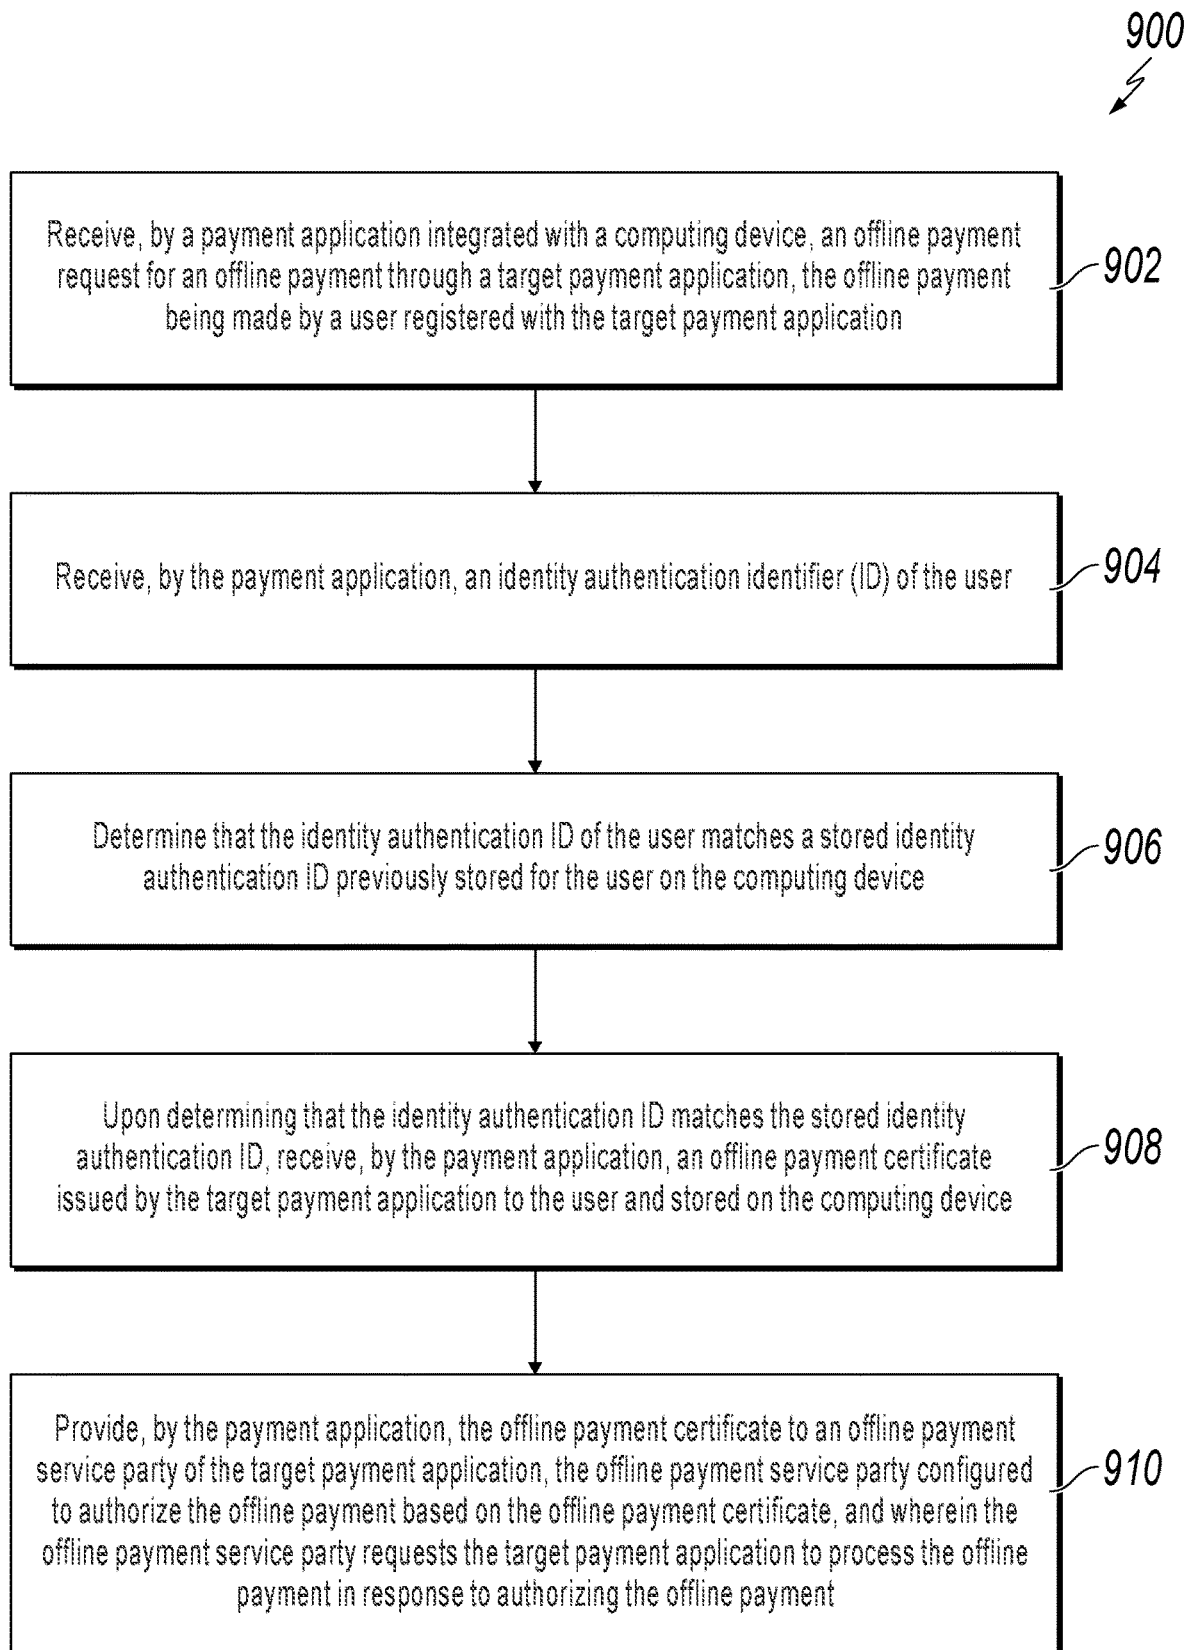 900
Receive, by a payment application integrated with a computing device, an offline payment
request for an offline payment through a target payment application, the offline payment
being made by a user registered with the target payment application
902
Receive, by the payment application, an identity authentication identifier (ID) of the user
904
Determine that the identity authentication ID of the user matches a stored identity
authentication ID previously stored for the user on the computing device
906
Upon determining that the identity authentication ID matches the stored identity
authentication ID, receive, by the payment application, an offline payment certificate
issued by the target payment application to the user and stored on the computing device
908
Provide, by the payment application, the offline payment certificate to an offline payment
service party of the target payment application, the offline payment service party configured
to authorize the offline payment based on the offline payment certificate, and wherein the
offline payment service party requests the target payment application to process the offline
payment in response to authorizing the offline payment
910